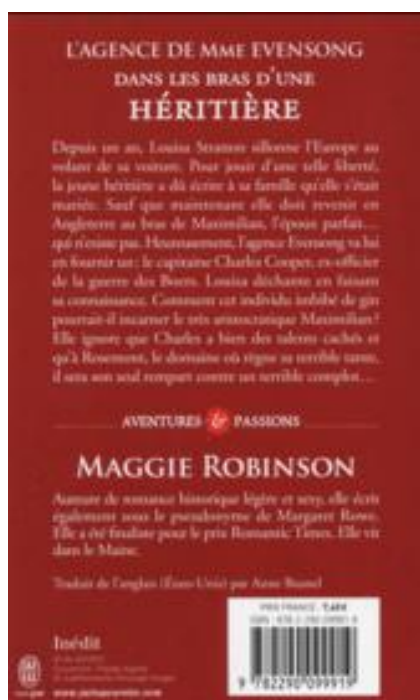 L'AGENCE DE MME EVENSONG
DANS LES BRAS D'UNE
HÉRITIÈRE
Depuis un an, Louisa Stratton sillonne l'Europe au
volant de sa voiture. Pour jouir d'une telle liberté,
la jeune héritière a dû écrire à sa famille qu'elle s'était
mariée. Sauf que maintenant elle doit revenir en
Angleterre au bras de Maximilian, l'époux parfait…
qui n'existe pas. Heureusement, l'agence Evensong va lui
en fournir un : le capitaine Charles Cooper, ex-officier
de la guerre des Boers. Louisa déchante en faisant
sa connaissance. Comment cet individu imbibé de gin
pourrait-il incarner le très aristocratique Maximilian ?
Elle ignore que Charles a bien des talents cachés et
qu'à Rosemont, le domaine où règne sa terrible tante,
il sera son seul rempart contre un terrible complot…
AVENTURES & PASSIONS
MAGGIE ROBINSON
Auteure de romance historique légère et sexy, elle écrit
également sous le pseudonyme de Margaret Rowe.
Elle a été finaliste pour le prix Romantic Times. Elle vit
dans le Maine.
Traduit de l'anglais (États-Unis) par Anne Busnel
PRIX FRANCE :
ISBN :
Inédit
9 782290 099919